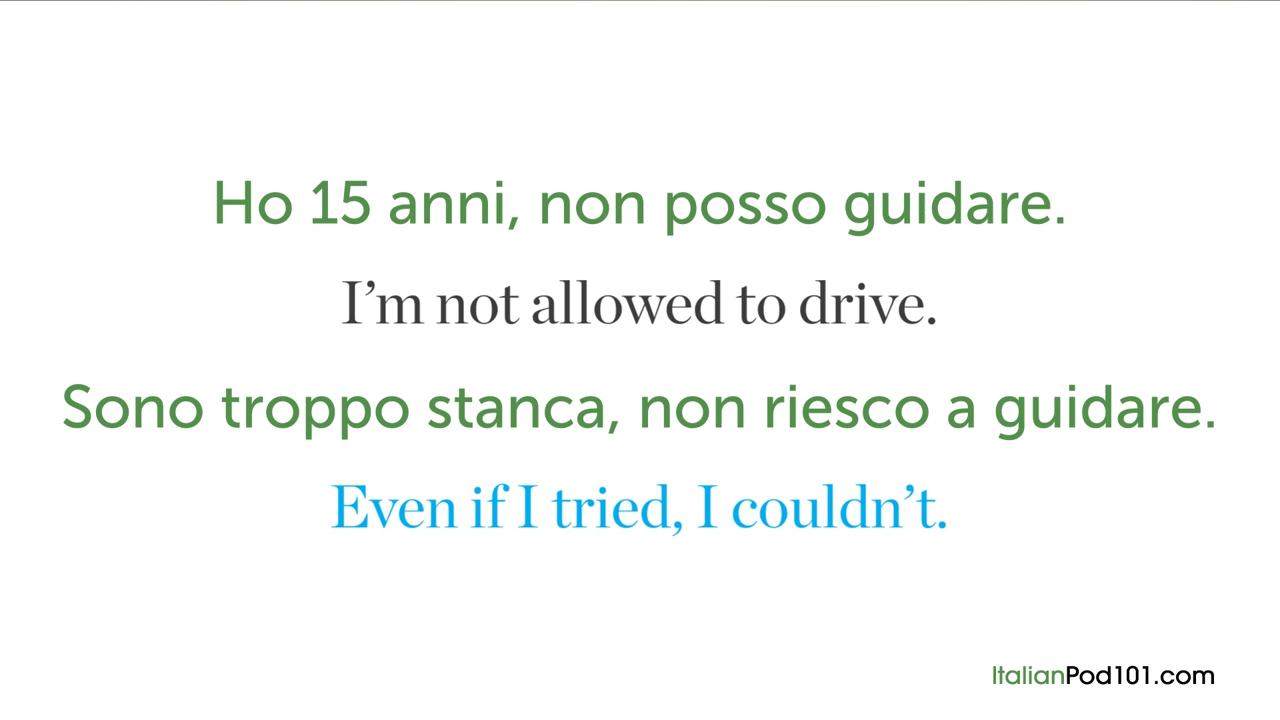 Ho 15 anni, non posso guidare.
I’m not allowed to drive.
Sono troppo stanca, non riesco a guidare.
Even if I tried, I couldn’t.
ItalianPod101.com